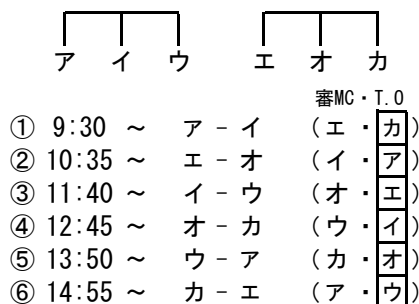 ア イ ウ エ オ カ
審MC・T.O
① 9:30 ~ ア - イ (エ・カ)
② 10:35 ~ エ - オ (イ・ア)
③ 11:40 ~ イ - ウ (オ・エ)
④ 12:45 ~ オ - カ (ウ・イ)
⑤ 13:50 ~ ウ - ア (カ・オ)
⑥ 14:55 ~ カ - エ (ア・ウ)